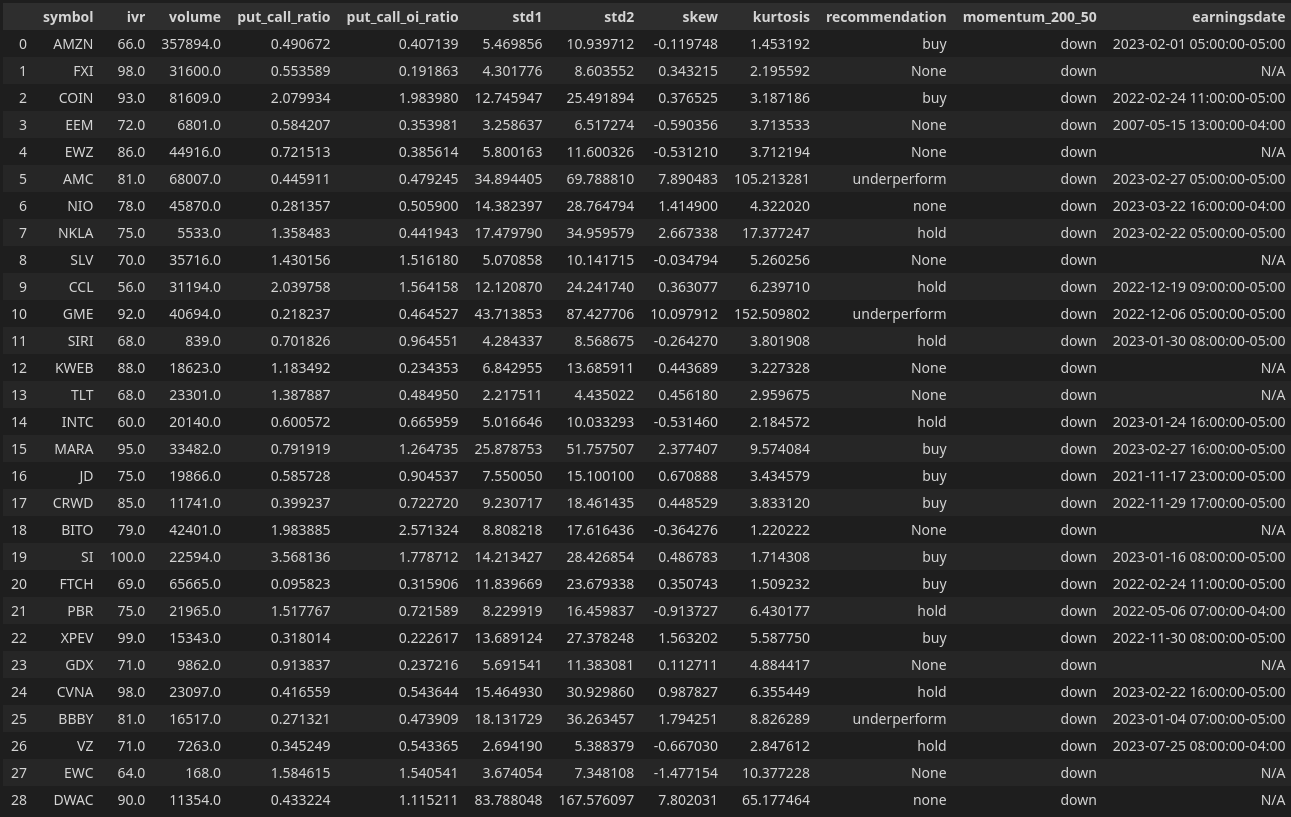 symbol ivr volume put_call_ratio put_call_oi_ratio std1 std2 skew kurtosis recommendation momentum_200_50 earningsdate
0 AMZN 66.0 357894.0 0.490672 0.407139 5.469856 10.939712 -0.119748 1.453192 buy down 2023-02-01 05:00:00-05:00
1 FXI 98.0 31600.0 0.553589 0.191863 4.301776 8.603552 0.343215 2.195592 None down N/A
2 COIN 93.0 81609.0 2.079934 1.983980 12.745947 25.491894 0.376525 3.187186 buy down 2022-02-24 11:00:00-05:00
3 EEM 72.0 6801.0 0.584207 0.353981 3.258637 6.517274 -0.590356 3.713533 None down 2007-05-15 13:00:00-04:00
4 EWZ 86.0 44916.0 0.721513 0.385614 5.800163 11.600326 -0.531210 3.712194 None down N/A
5 AMC 81.0 68007.0 0.445911 0.479245 34.894405 69.788810 7.890483 105.213281 underperform down 2023-02-27 05:00:00-05:00
6 NIO 78.0 45870.0 0.281357 0.505900 14.382397 28.764794 1.414900 4.322020 none down 2023-03-22 16:00:00-04:00
7 NKLA 75.0 5533.0 1.358483 0.441943 17.479790 34.959579 2.667338 17.377247 hold down 2023-02-22 05:00:00-05:00
8 SLV 70.0 35716.0 1.430156 1.516180 5.070858 10.141715 -0.034794 5.260256 None down N/A
9 CCL 56.0 31194.0 2.039758 1.564158 12.120870 24.241740 0.363077 6.239710 hold down 2022-12-19 09:00:00-05:00
10 GME 92.0 40694.0 0.218237 0.464527 43.713853 87.427706 10.097912 152.509802 underperform down 2022-12-06 05:00:00-05:00
11 SIRI 68.0 839.0 0.701826 0.964551 4.284337 8.568675 -0.264270 3.801908 hold down 2023-01-30 08:00:00-05:00
12 KWEB 88.0 18623.0 1.183492 0.234353 6.842955 13.685911 0.443689 3.227328 None down N/A
13 TLT 68.0 23301.0 1.387887 0.484950 2.217511 4.435022 0.456180 2.959675 None down N/A
14 INTC 60.0 20140.0 0.600572 0.665959 5.016646 10.033293 -0.531460 2.184572 hold down 2023-01-24 16:00:00-05:00
15 MARA 95.0 33482.0 0.791919 1.264735 25.878753 51.757507 2.377407 9.574084 buy down 2023-02-27 16:00:00-05:00
16 JD 75.0 19866.0 0.585728 0.904537 7.550050 15.100100 0.670888 3.434579 buy down 2021-11-17 23:00:00-05:00
17 CRWD 85.0 11741.0 0.399237 0.722720 9.230717 18.461435 0.448529 3.833120 buy down 2022-11-29 17:00:00-05:00
18 BITO 79.0 42401.0 1.983885 2.571324 8.808218 17.616436 -0.364276 1.220222 None down N/A
19 SI 100.0 22594.0 3.568136 1.778712 14.213427 28.426854 0.486783 1.714308 buy down 2023-01-16 08:00:00-05:00
20 FTCH 69.0 65665.0 0.095823 0.315906 11.839669 23.679338 0.350743 1.509232 buy down 2022-02-24 11:00:00-05:00
21 PBR 75.0 21965.0 1.517767 0.721589 8.229919 16.459837 -0.913727 6.430177 hold down 2022-05-06 07:00:00-04:00
22 XPEV 99.0 15343.0 0.318014 0.222617 13.689124 27.378248 1.563202 5.587750 buy down 2022-11-30 08:00:00-05:00
23 GDX 71.0 9862.0 0.913837 0.237216 5.691541 11.383081 0.112711 4.884417 None down N/A
24 CVNA 98.0 23097.0 0.416559 0.543644 15.464930 30.929860 0.987827 6.355449 hold down 2023-02-22 16:00:00-05:00
25 BBBY 81.0 16517.0 0.271321 0.473909 18.131729 36.263457 1.794251 8.826289 underperform down 2023-01-04 07:00:00-05:00
26 VZ 71.0 7263.0 0.345249 0.543365 2.694190 5.388379 -0.667030 2.847612 hold down 2023-07-25 08:00:00-04:00
27 EWC 64.0 168.0 1.584615 1.540541 3.674054 7.348108 -1.477154 10.377228 None down N/A
28 DWAC 90.0 11354.0 0.433224 1.115211 83.788048 167.576097 7.802031 65.177464 none down N/A